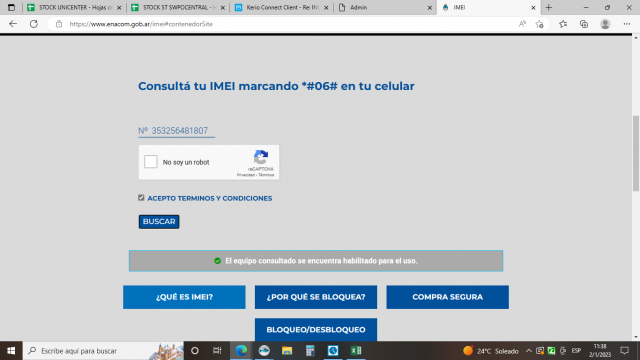 STOCK UNICENTER - Hojas de
STOCK ST SWPOCENTRAL -
Kerio Connect Client - Re: IN
Admin
IMEI
https://www.enacom.gob.ar/imei#contenedorSite
Consultá tu IMEI marcando *#06# en tu celular
Nº 353256481807
No soy un robot
reCAPTCHA
Privacidad - Términos
ACEPTO TERMINOS Y CONDICIONES
BUSCAR
El equipo consultado se encuentra habilitado para el uso.
¿QUÉ ES IMEI?
¿POR QUÉ SE BLOQUEA?
COMPRA SEGURA
BLOQUEO/DESBLOQUEO
Escribe aquí para buscar
24°C Soleado
ESP
11:38
2/1/2023